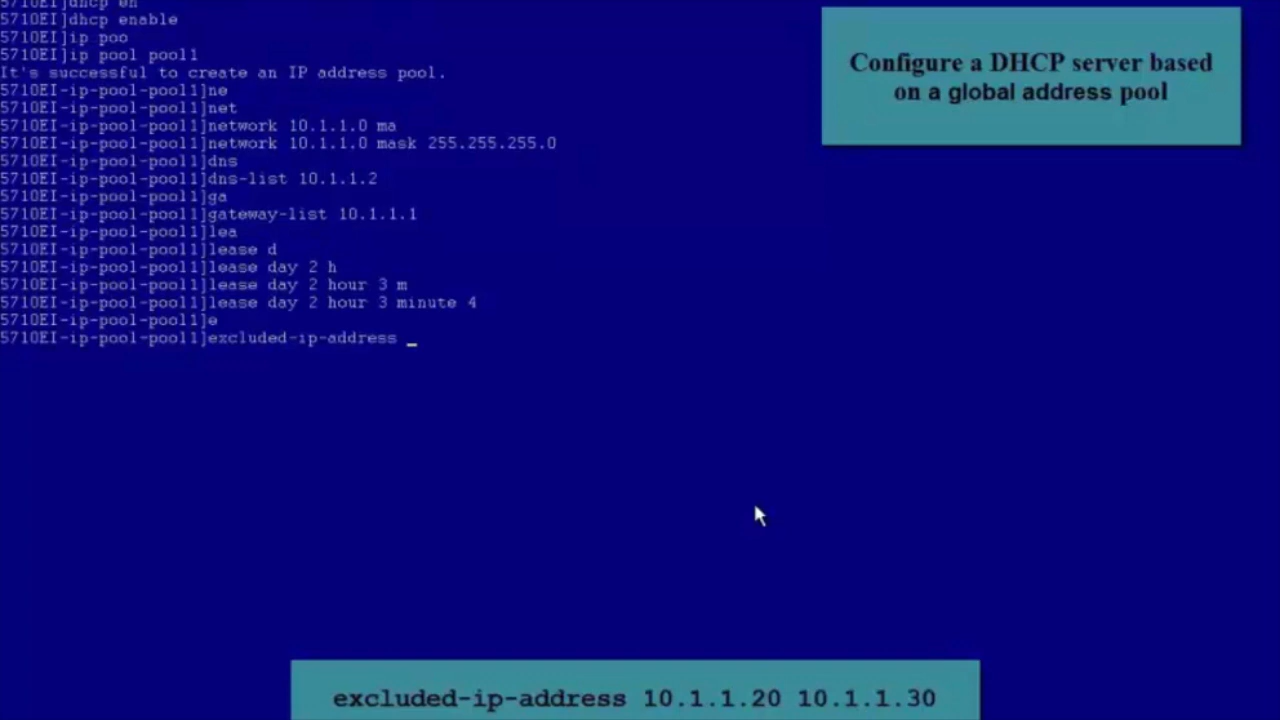 5710EI]dhcp en
5710EI]dhcp enable
5710EI]ip poo
5710EI]ip pool pool1
It's successful to create an IP address pool.
5710EI-ip-pool-pool1]ne
5710EI-ip-pool-pool1]net
5710EI-ip-pool-pool1]network 10.1.1.0 ma
5710EI-ip-pool-pool1]network 10.1.1.0 mask 255.255.255.0
5710EI-ip-pool-pool1]dns
5710EI-ip-pool-pool1]dns-list 10.1.1.2
5710EI-ip-pool-pool1]ga
5710EI-ip-pool-pool1]gateway-list 10.1.1.1
5710EI-ip-pool-pool1]lea
5710EI-ip-pool-pool1]lease d
5710EI-ip-pool-pool1]lease day 2 h
5710EI-ip-pool-pool1]lease day 2 hour 3 m
5710EI-ip-pool-pool1]lease day 2 hour 3 minute 4
5710EI-ip-pool-pool1]e
5710EI-ip-pool-pool1]excluded-ip-address _
Configure a DHCP server based
on a global address pool
excluded-ip-address 10.1.1.20 10.1.1.30